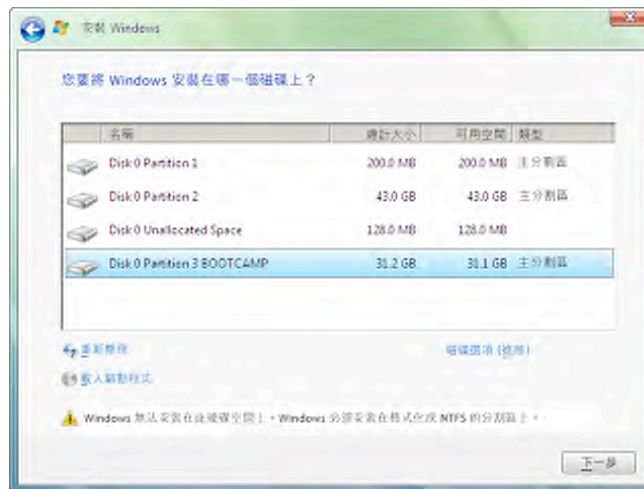 安裝 Windows
您要將 Windows 安裝在哪一個磁碟上？
名稱 總計大小 可用空間 類型
Disk 0 Partition 1 200.0 MB 200.0 MB 主分割區
Disk 0 Partition 2 43.0 GB 43.0 GB 主分割區
Disk 0 Unallocated Space 128.0 MB 128.0 MB
Disk 0 Partition 3 BOOTCAMP 31.2 GB 31.1 GB 主分割區
重新整理 磁碟選項 (進階)
載入驅動程式
Windows 無法安裝在此硬碟空間上。Windows 必須安裝在格式化成 NTFS 的分割區上。
下一步